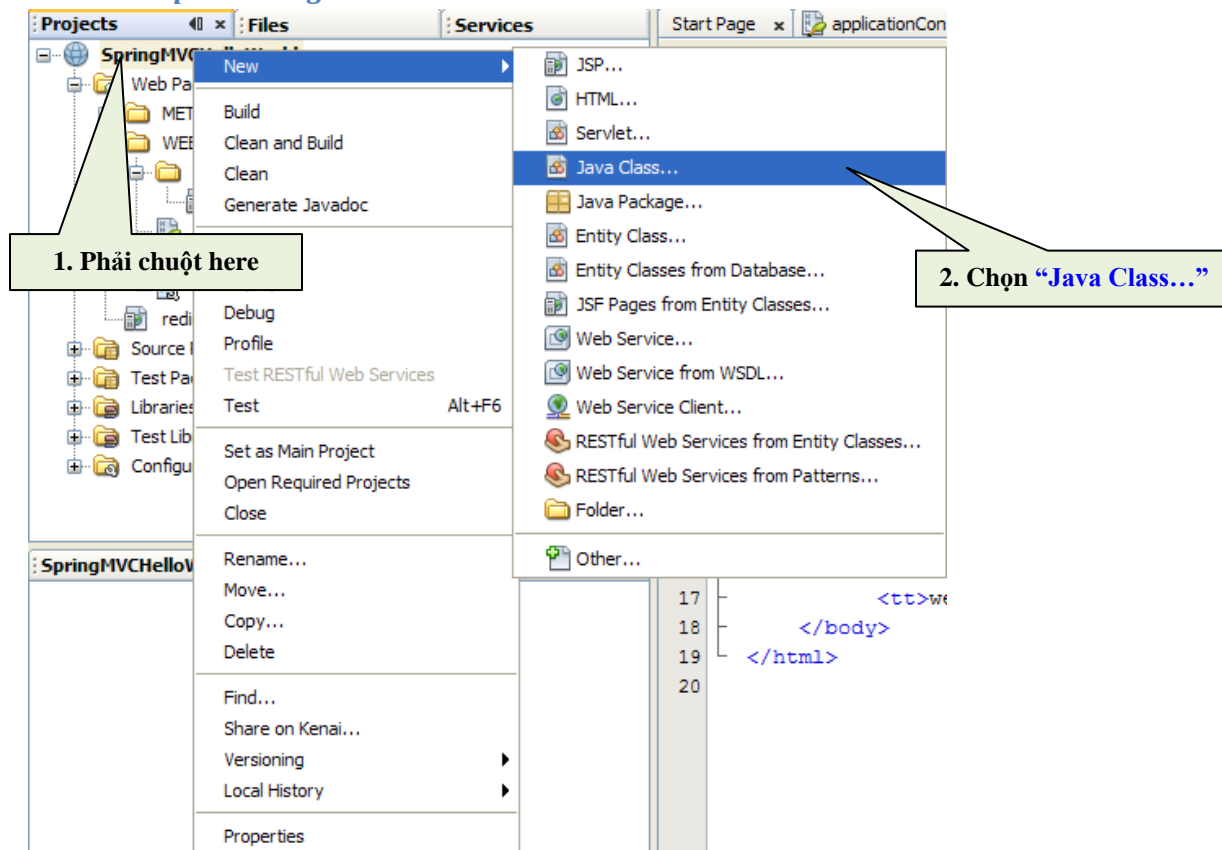 Projects
Files
Services
Start Page
applicationCon
SpringMVCHelloWorld
Web Pa
MET
WEB
redi
Source P
Test Pac
Libraries
Test Lib
Configu
New
Build
Clean and Build
Clean
Generate Javadoc
Debug
Profile
Test RESTful Web Services
Test Alt+F6
Set as Main Project
Open Required Projects
Close
Rename...
Move...
Copy...
Delete
Find...
Share on Kenai...
Versioning
Local History
Properties
JSP...
HTML...
Servlet...
Java Class...
Java Package...
Entity Class...
Entity Classes from Database...
JSF Pages from Entity Classes...
Web Service...
Web Service from WSDL...
Web Service Client...
RESTful Web Services from Entity Classes...
RESTful Web Services from Patterns...
Folder...
Other...
1. Phải chuột here
2. Chọn “Java Class…”
SpringMVCHelloW
17 <tt>we
18 </body>
19 </html>
20